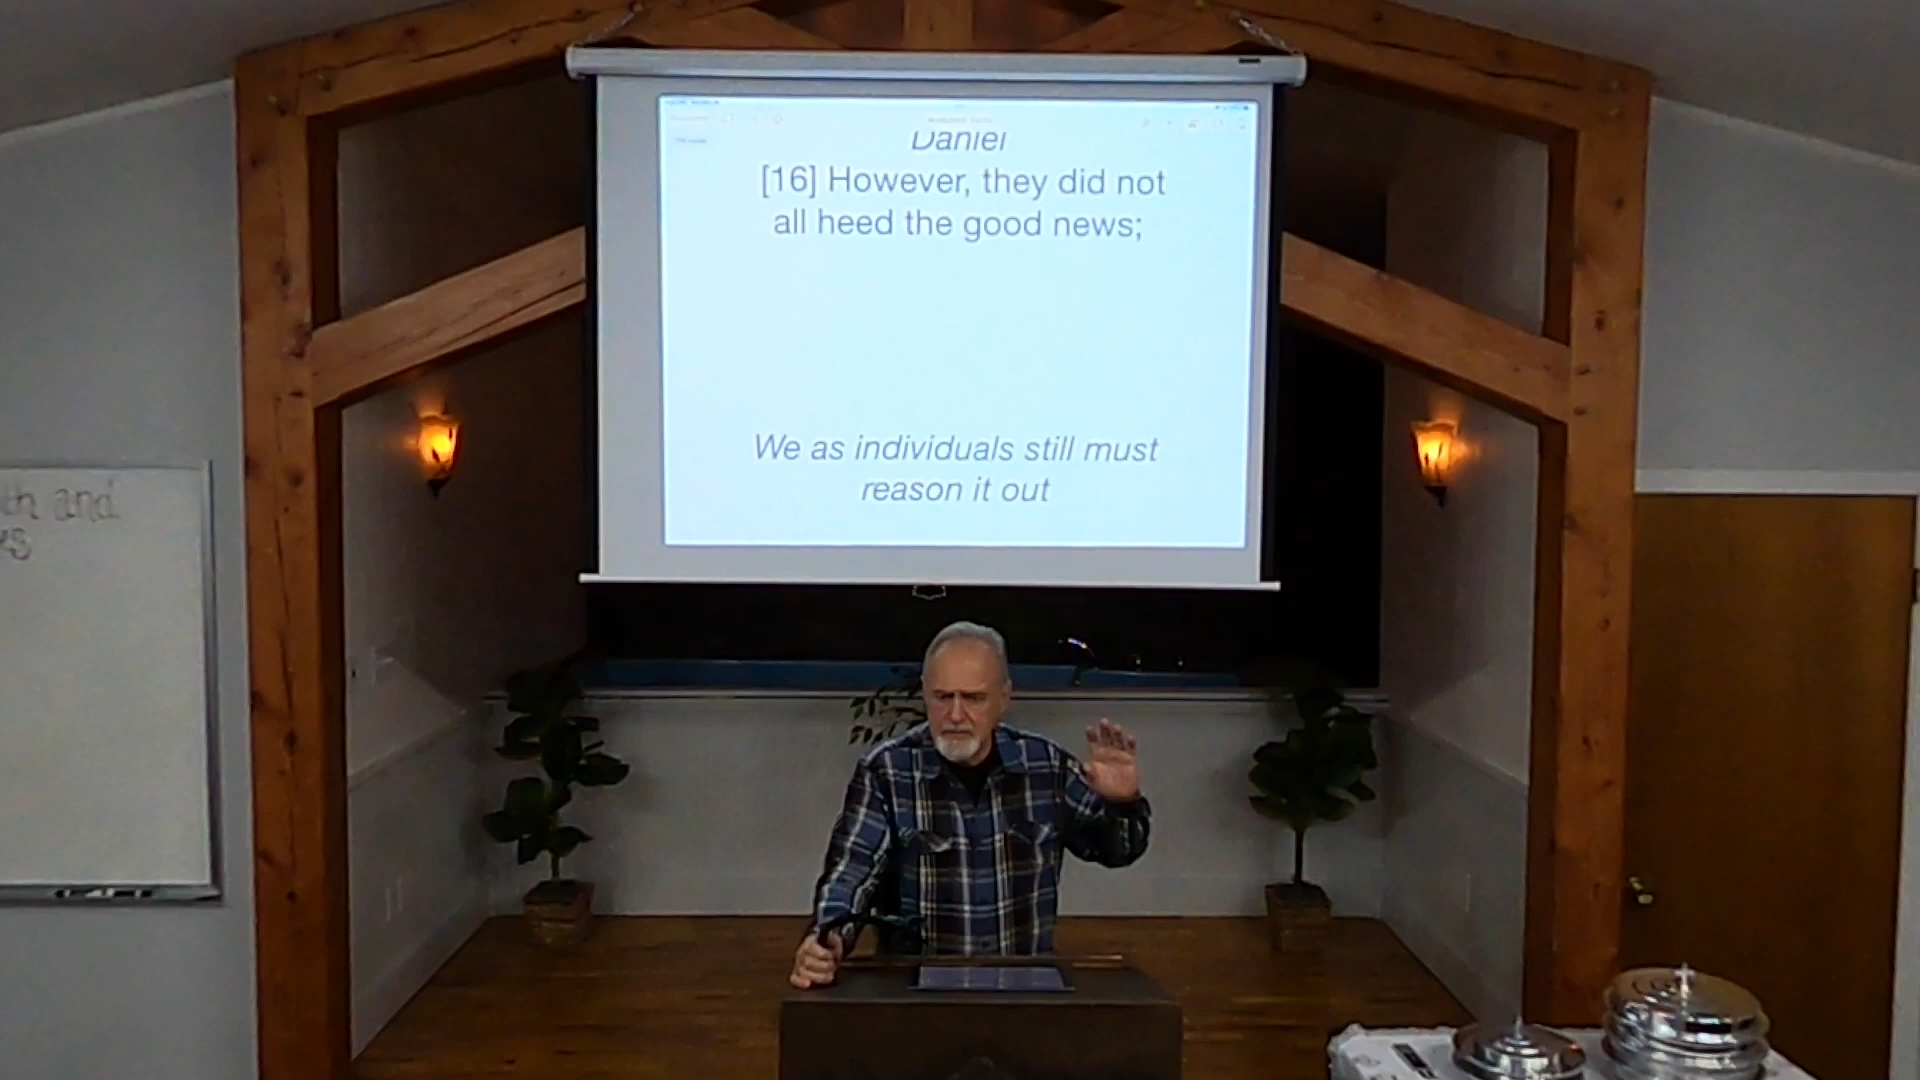 Daniel
[16] However, they did not
all heed the good news;
We as individuals still must
reason it out
and